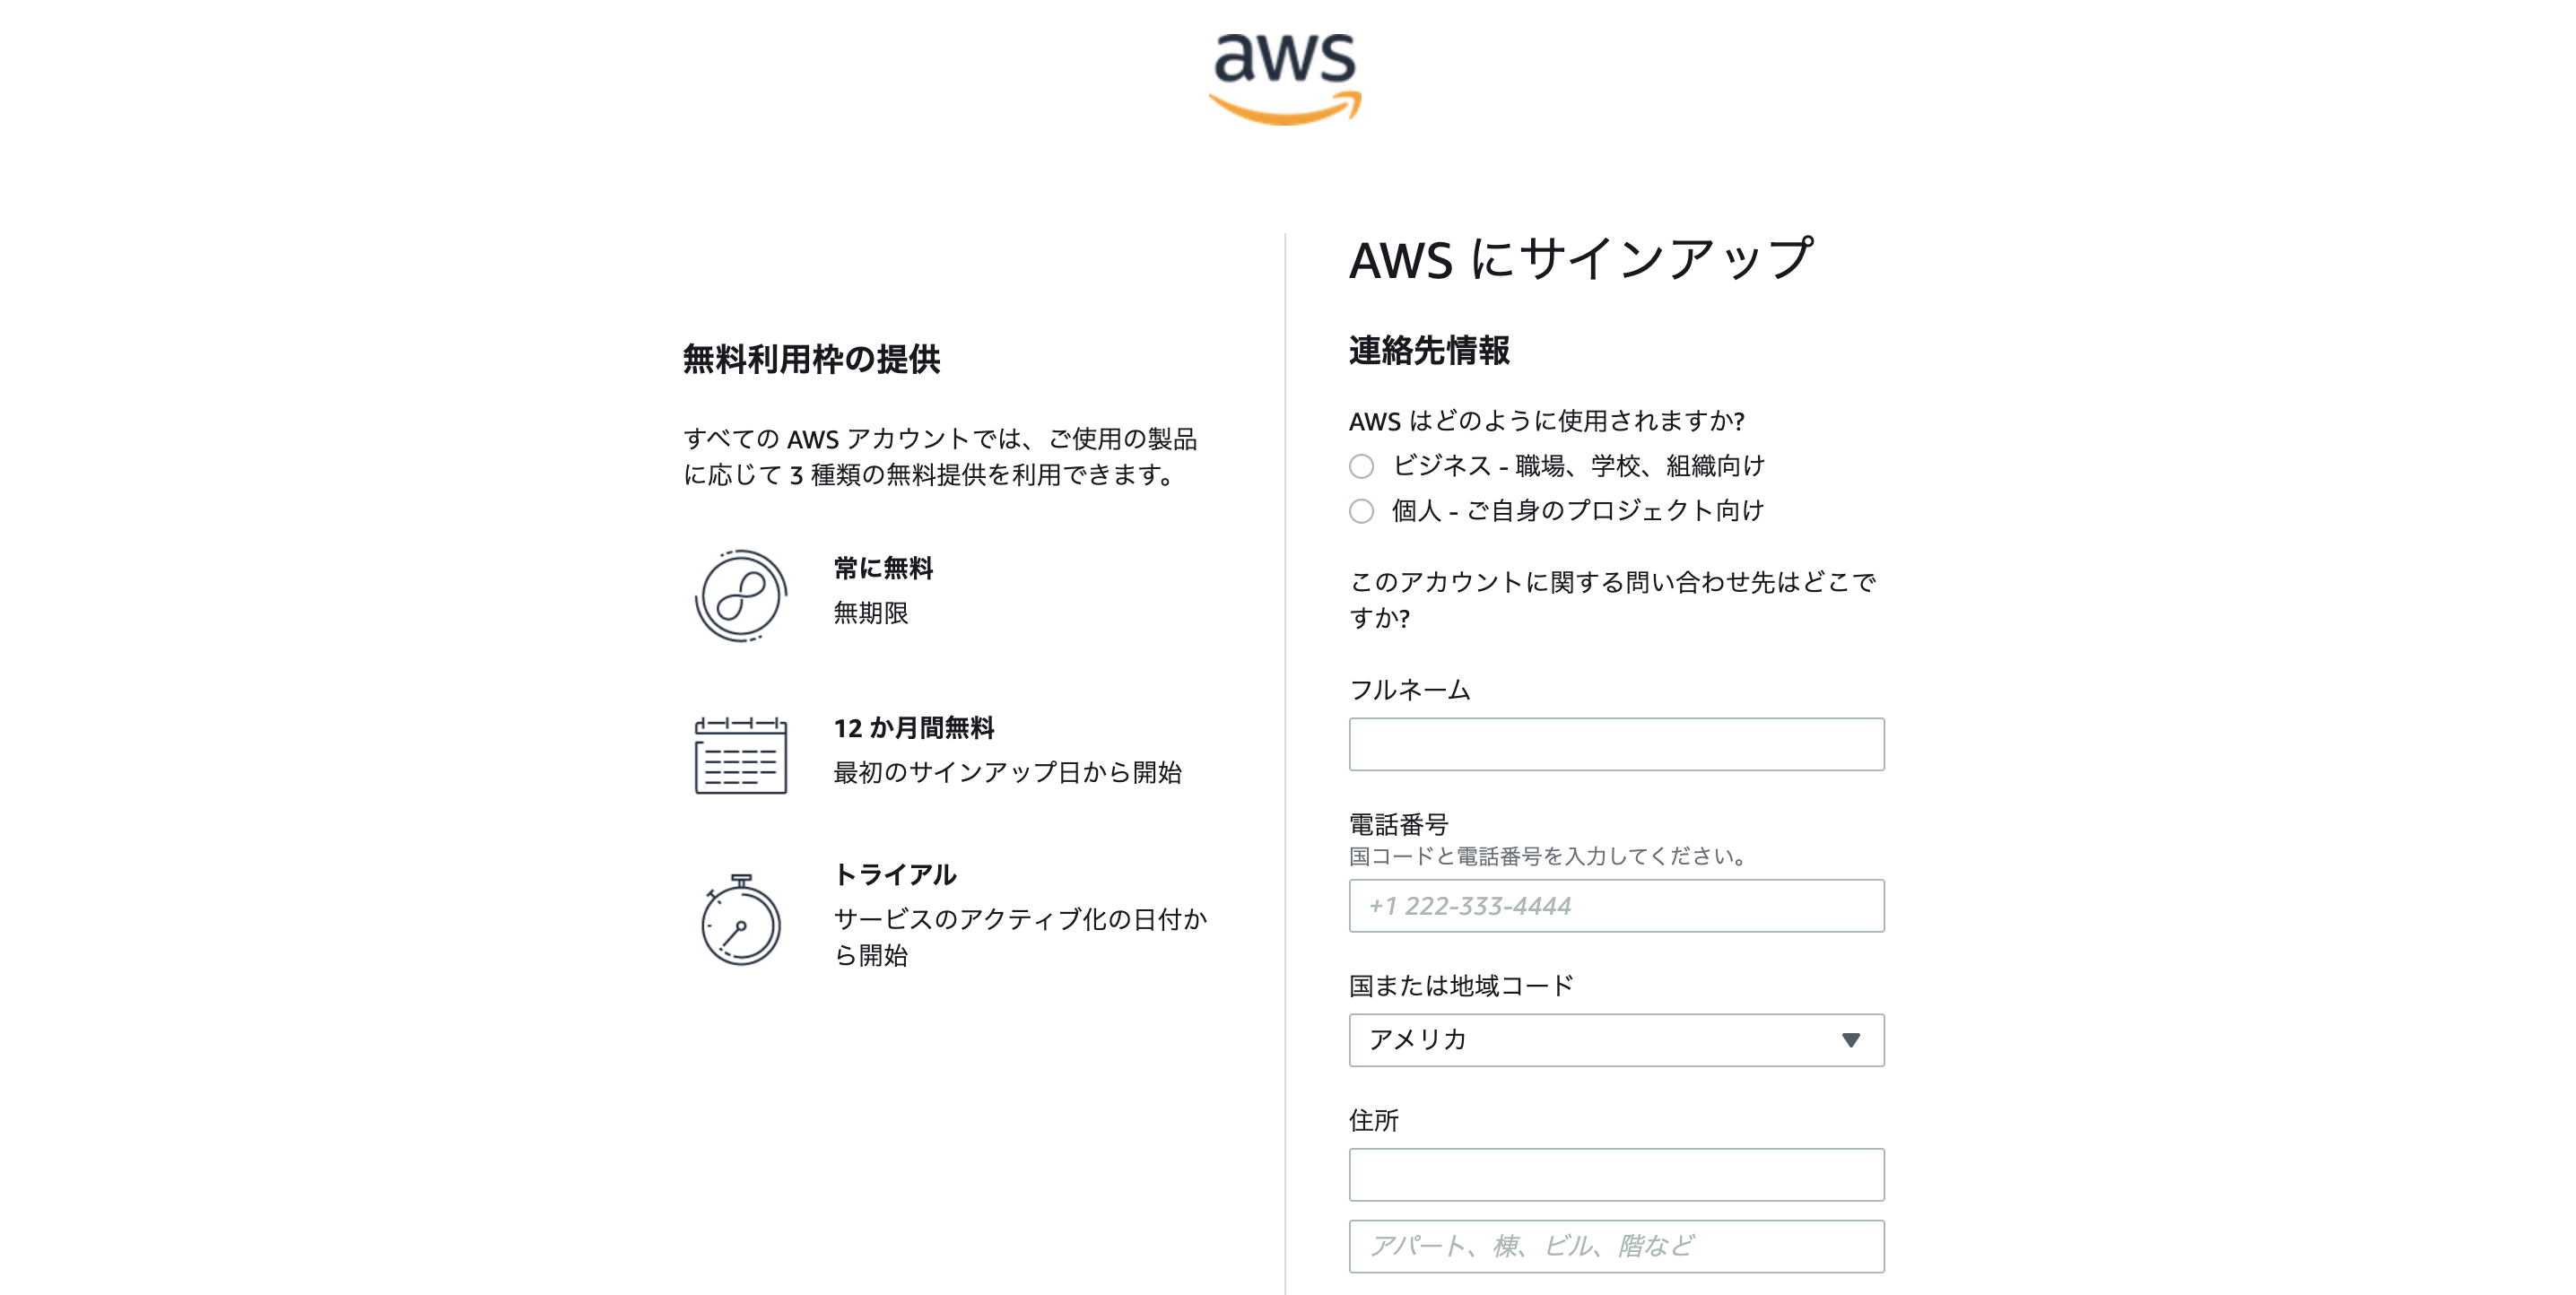 aws
無料利用枠の提供
すべての AWS アカウントでは、ご使用の製品
に応じて 3 種類の無料提供を利用できます。
常に無料
無期限
12 か月間無料
最初のサインアップ日から開始
トライアル
サービスのアクティブ化の日付か
ら開始
AWS にサインアップ
連絡先情報
AWS はどのように使用されますか?
ビジネス - 職場、学校、組織向け
個人 - ご自身のプロジェクト向け
このアカウントに関する問い合わせ先はどこで
すか?
フルネーム
電話番号
国コードと電話番号を入力してください。
+1 222-333-4444
国または地域コード
アメリカ
住所
アパート、棟、ビル、階など